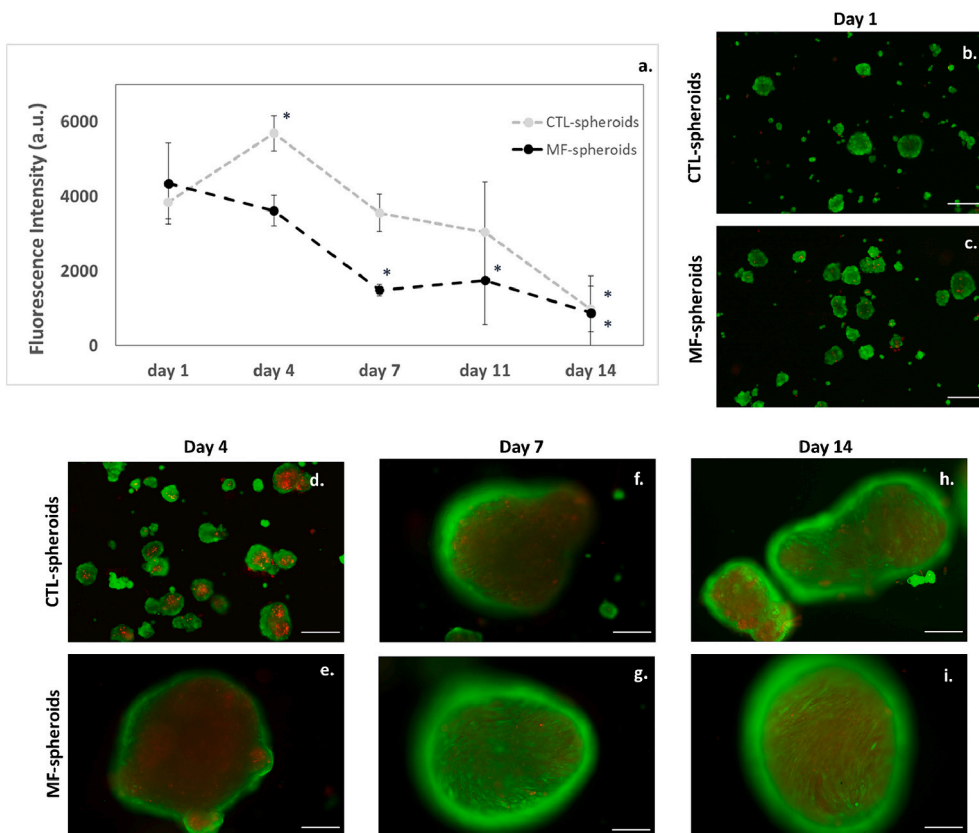 a.
Fluorescence Intensity (a.u.)
6000
4000
2000
0
*
*
*
*
*
CTL-spheroids
MF-spheroids
day 1
day 4
day 7
day 11
day 14
Day 1
CTL-spheroids
b.
MF-spheroids
c.
Day 4
Day 7
Day 14
CTL-spheroids
d.
f.
h.
MF-spheroids
e.
g.
i.